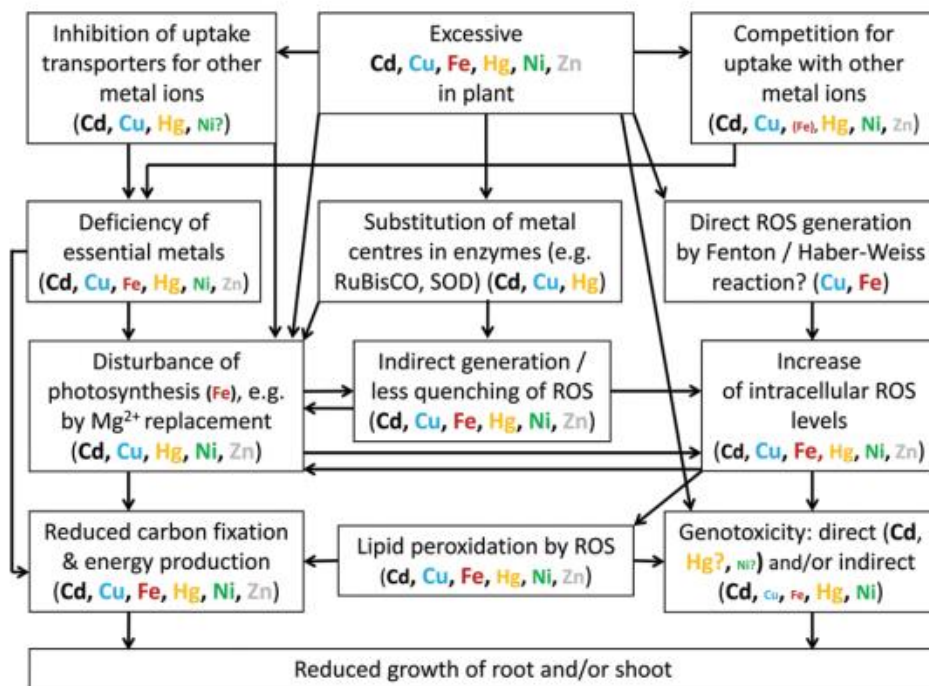 Inhibition of uptake
transporters for other
metal ions
(Cd, Cu, Hg, Ni?)
Excessive
Cd, Cu, Fe, Hg, Ni, Zn
in plant
Competition for
uptake with other
metal ions
(Cd, Cu, (Fe), Hg, Ni, Zn)
Deficiency of
essential metals
(Cd, Cu, Fe, Hg, Ni, Zn)
Substitution of metal
centres in enzymes (e.g.
RuBisCO, SOD) (Cd, Cu, Hg)
Direct ROS generation
by Fenton / Haber-Weiss
reaction? (Cu, Fe)
Disturbance of
photosynthesis (Fe), e.g.
by Mg²⁺ replacement
(Cd, Cu, Hg, Ni, Zn)
Indirect generation /
less quenching of ROS
(Cd, Cu, Fe, Hg, Ni, Zn)
Increase
of intracellular ROS
levels
(Cd, Cu, Fe, Hg, Ni, Zn)
Reduced carbon fixation
& energy production
(Cd, Cu, Fe, Hg, Ni, Zn)
Lipid peroxidation by ROS
(Cd, Cu, Fe, Hg, Ni, Zn)
Genotoxicity: direct (Cd,
Hg?, Ni?) and/or indirect
(Cd, Cu, Fe, Hg, Ni)
Reduced growth of root and/or shoot